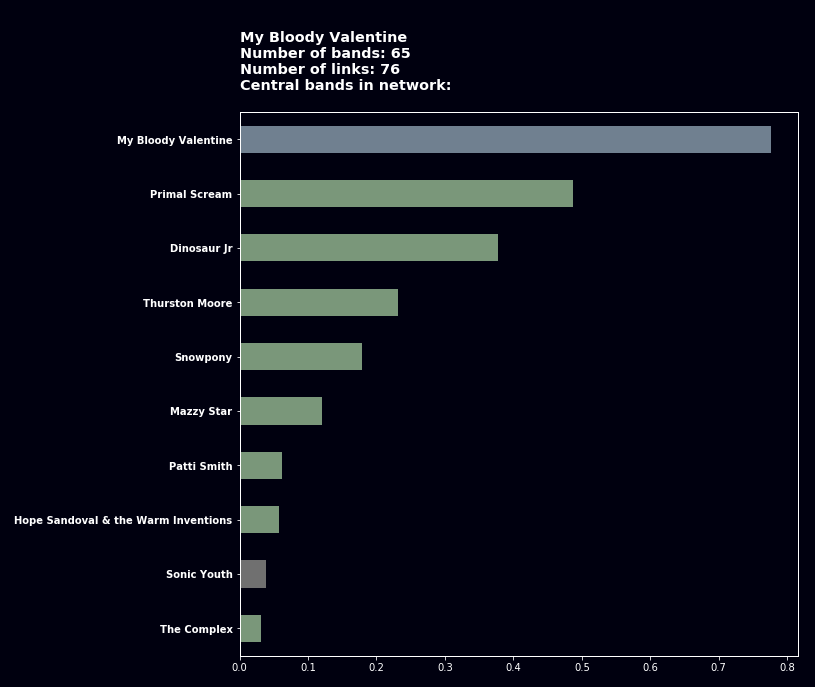 My Bloody Valentine
Number of bands: 65
Number of links: 76
Central bands in network:
My Bloody Valentine
Primal Scream
Dinosaur Jr
Thurston Moore
Snowpony
Mazzy Star
Patti Smith
Hope Sandoval & the Warm Inventions
Sonic Youth
The Complex
0.0 0.1 0.2 0.3 0.4 0.5 0.6 0.7 0.8